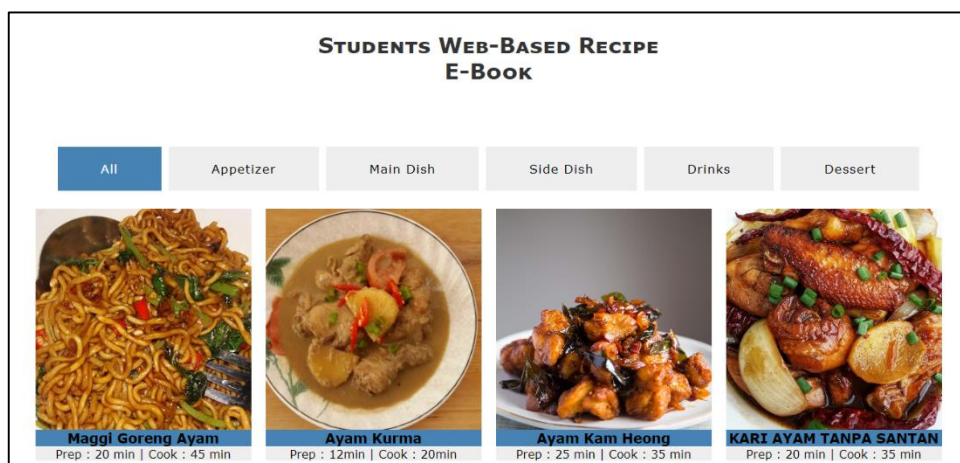 Students Web-Based Recipe
E-Book
All Appetizer Main Dish Side Dish Drinks Dessert
Maggi Goreng Ayam Ayam Kurma Ayam Kam Heong KARI AYAM TANPA SANTAN
Prep : 20 min | Cook : 45 min Prep : 12min | Cook : 20min Prep : 25 min | Cook : 35 min Prep : 20 min | Cook : 35 min